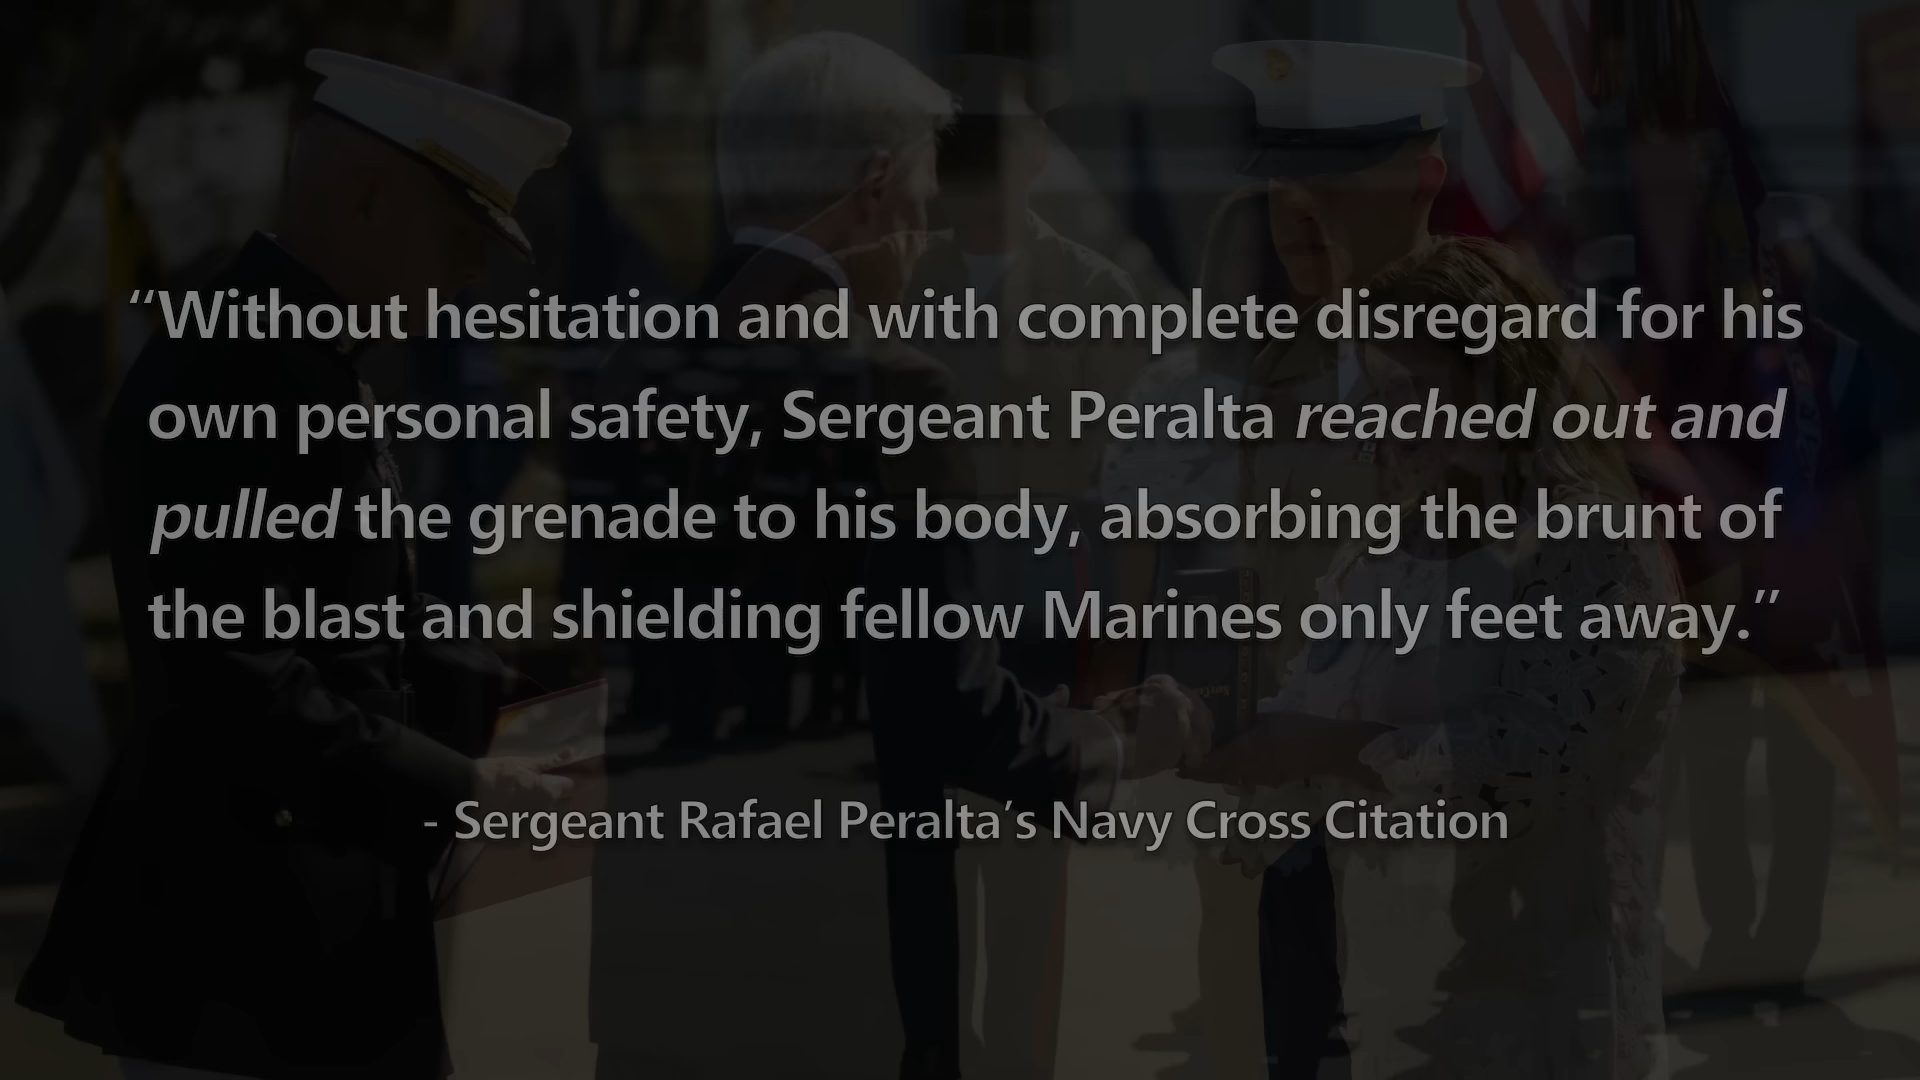 “Without hesitation and with complete disregard for his
own personal safety, Sergeant Peralta reached out and
pulled the grenade to his body, absorbing the brunt of
the blast and shielding fellow Marines only feet away.”
- Sergeant Rafael Peralta’s Navy Cross Citation